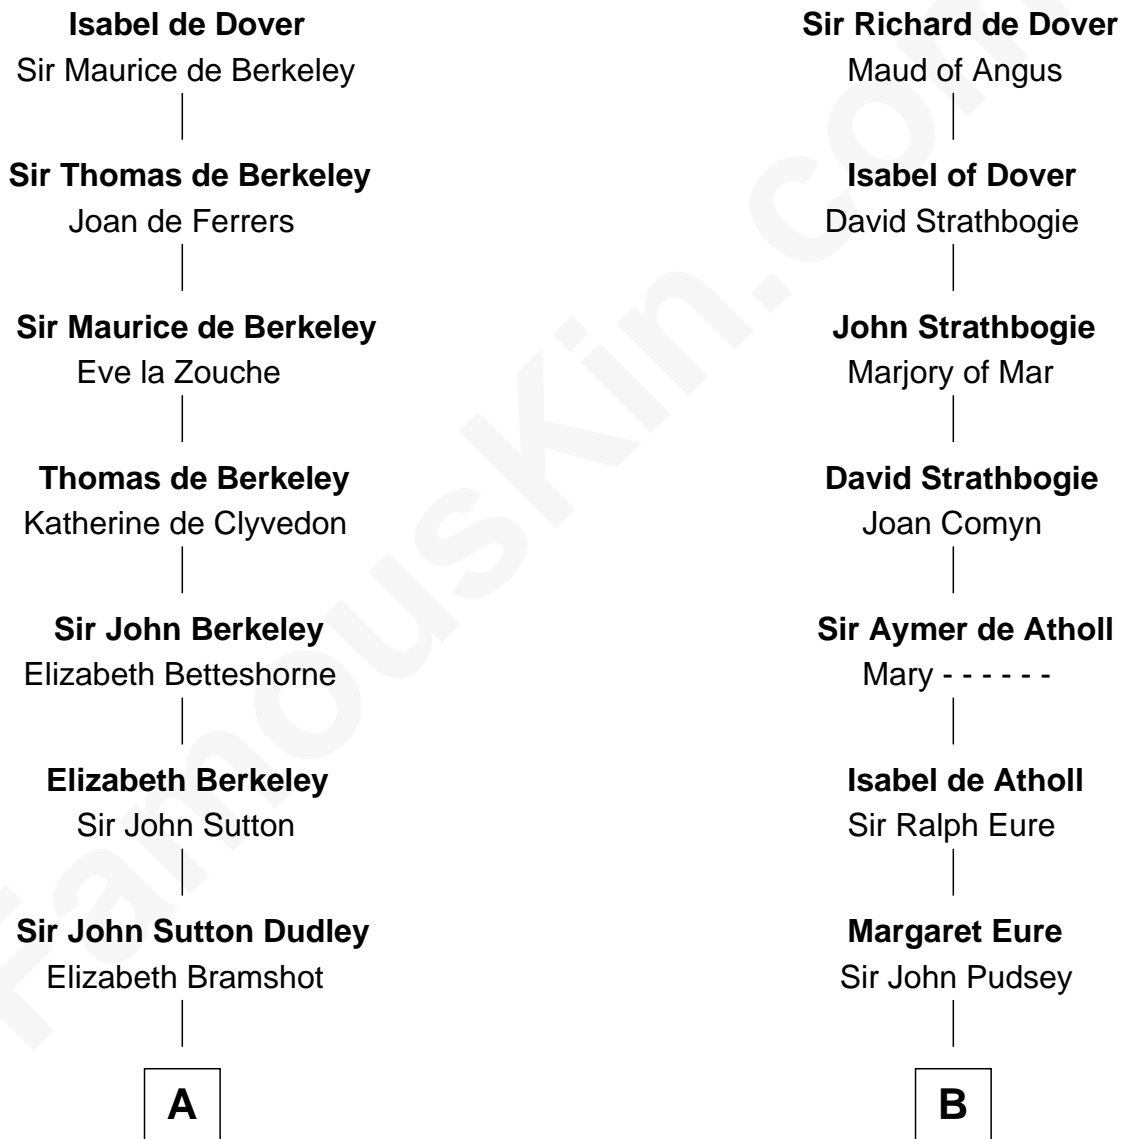 Isabel de Dover
Sir Maurice de Berkeley
Sir Thomas de Berkeley
Joan de Ferrers
Sir Maurice de Berkeley
Eve la Zouche
Thomas de Berkeley
Katherine de Clyvedon
Sir John Berkeley
Elizabeth Betteshorne
Elizabeth Berkeley
Sir John Sutton
Sir John Sutton Dudley
Elizabeth Bramshot
A
Sir Richard de Dover
Maud of Angus
Isabel of Dover
David Strathbogie
John Strathbogie
Marjory of Mar
David Strathbogie
Joan Comyn
Sir Aymer de Atholl
Mary - - - - - -
Isabel de Atholl
Sir Ralph Eure
Margaret Eure
Sir John Pudsey
B
FamousKin.com